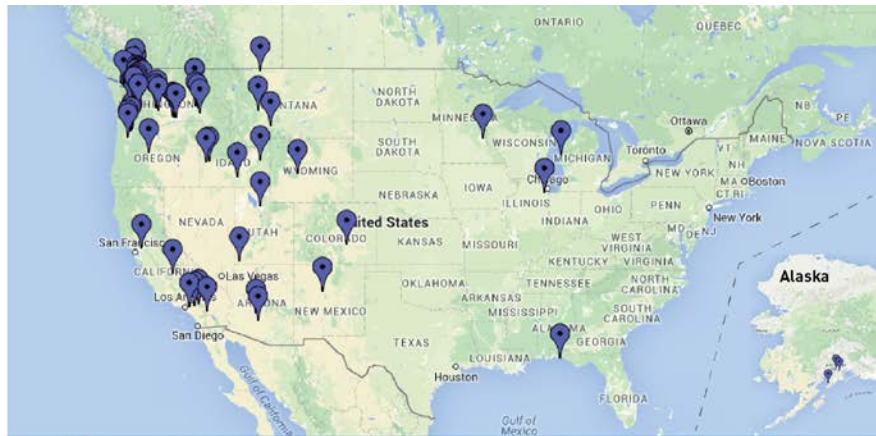 ONTARIO
QUEBEC
NORTH
DAKOTA
MINNES
Ottawa
NB
PE
MAINE
NOVA SCOTIA
WISCONSIN
MICHIGAN
Toronto
VT
NH
OREGON
IDAHO
SOUTH
DAKOTA
WYOMING
NEW YORK
MA
Boston
CT
RI
IOWA
Chicago
NEBRASKA
ILLINOIS
INDIANA
OHIO
PENN
New York
NEVADA
UTAH
COLORADO
United States
KANSAS
MISSOURI
WEST
VIRGINIA
MD
DE
NJ
San Francisco
KENTUCKY
VIRGINIA
CALIFORNIA
Las Vegas
Los Angeles
ARIZONA
NEW MEXICO
OKLAHOMA
ARKANSAS
TENNESSEE
NORTH
CAROLINA
Alaska
MISSISSIPPI
SOUTH
CAROLINA
San Diego
TEXAS
ALABAMA
GEORGIA
LOUISIANA
Houston
FLORIDA
Gulf of California
Gulf of
Mexico